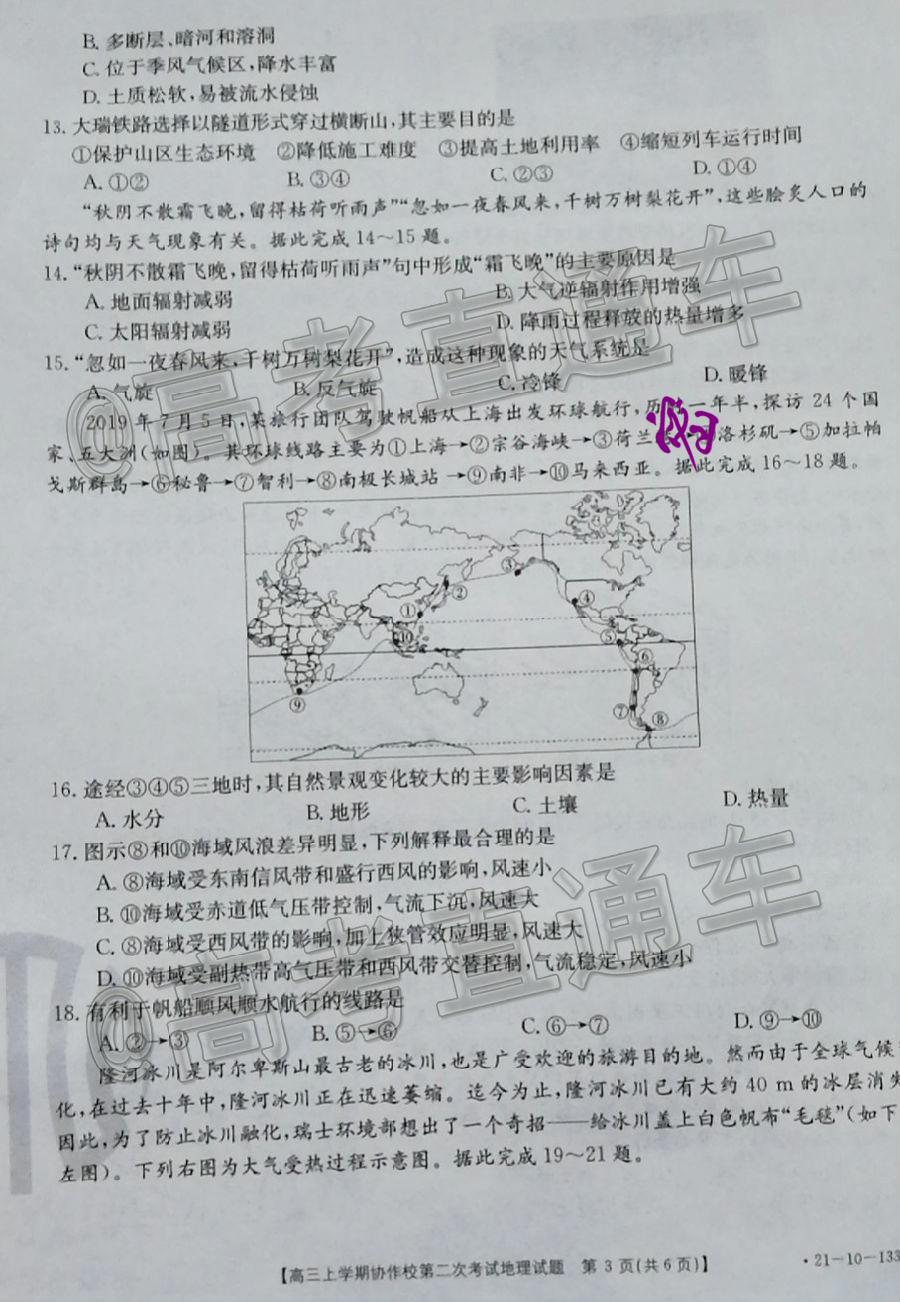 B. 多断层、暗河和溶洞
C. 位于季风气候区,降水丰富
D. 土质松软,易被流水侵蚀
13. 大瑞铁路选择以隧道形式穿过横断山,其主要目的是
①保护山区生态环境 ②降低施工难度 ③提高土地利用率 ④缩短列车运行时间
A. ①② B. ③④ C. ②③ D. ①④
“秋阴不散霜飞晚,留得枯荷听雨声”“忽如一夜春风来,千树万树梨花开”,这些脍炙人口的
诗句均与天气现象有关。据此完成14～15题。
14. “秋阴不散霜飞晚,留得枯荷听雨声”句中形成“霜飞晚”的主要原因是
A. 地面辐射减弱 B. 大气逆辐射作用增强
C. 太阳辐射减弱 D. 降雨过程释放的热量增多
15. “忽如一夜春风来,千树万树梨花开”,造成这种现象的天气系统是
A. 气旋 B. 反气旋 C. 冷锋 D. 暖锋
2019年7月5日,某旅行团队驾驶帆船从上海出发环球航行,历 一年半,探访24个国
家、五大洲(如图)。其环球线路主要为①上海→②宗谷海峡→③荷兰 洛杉矶→⑤加拉帕
戈斯群岛→⑥秘鲁→⑦智利→⑧南极长城站→⑨南非→⑩马来西亚。据此完成16～18题。
① ② ③ ④ ⑤ ⑥ ⑦ ⑧ ⑨ ⑩
16. 途经③④⑤三地时,其自然景观变化较大的主要影响因素是
A. 水分 B. 地形 C. 土壤 D. 热量
17. 图示⑧和⑩海域风浪差异明显,下列解释最合理的是
A. ⑧海域受东南信风带和盛行西风的影响,风速小
B. ⑩海域受赤道低气压带控制,气流下沉,风速大
C. ⑧海域受西风带的影响,加上狭管效应明显,风速大
D. ⑩海域受副热带高气压带和西风带交替控制,气流稳定,风速小
18. 有利于帆船顺风顺水航行的线路是
A. ②→③ B. ⑤→⑥ C. ⑥→⑦ D. ⑨→⑩
隆河冰川是阿尔卑斯山最古老的冰川,也是广受欢迎的旅游目的地。然而由于全球气候
化,在过去十年中,隆河冰川正在迅速萎缩。迄今为止,隆河冰川已有大约40 m的冰层消失
因此,为了防止冰川融化,瑞士环境部想出了一个奇招——给冰川盖上白色帆布“毛毯”(如下
左图)。下列右图为大气受热过程示意图。据此完成19～21题。
【高三上学期协作校第二次考试地理试题 第3页(共6页)】 ·21-10-133
@高考直通车
@高考直通车